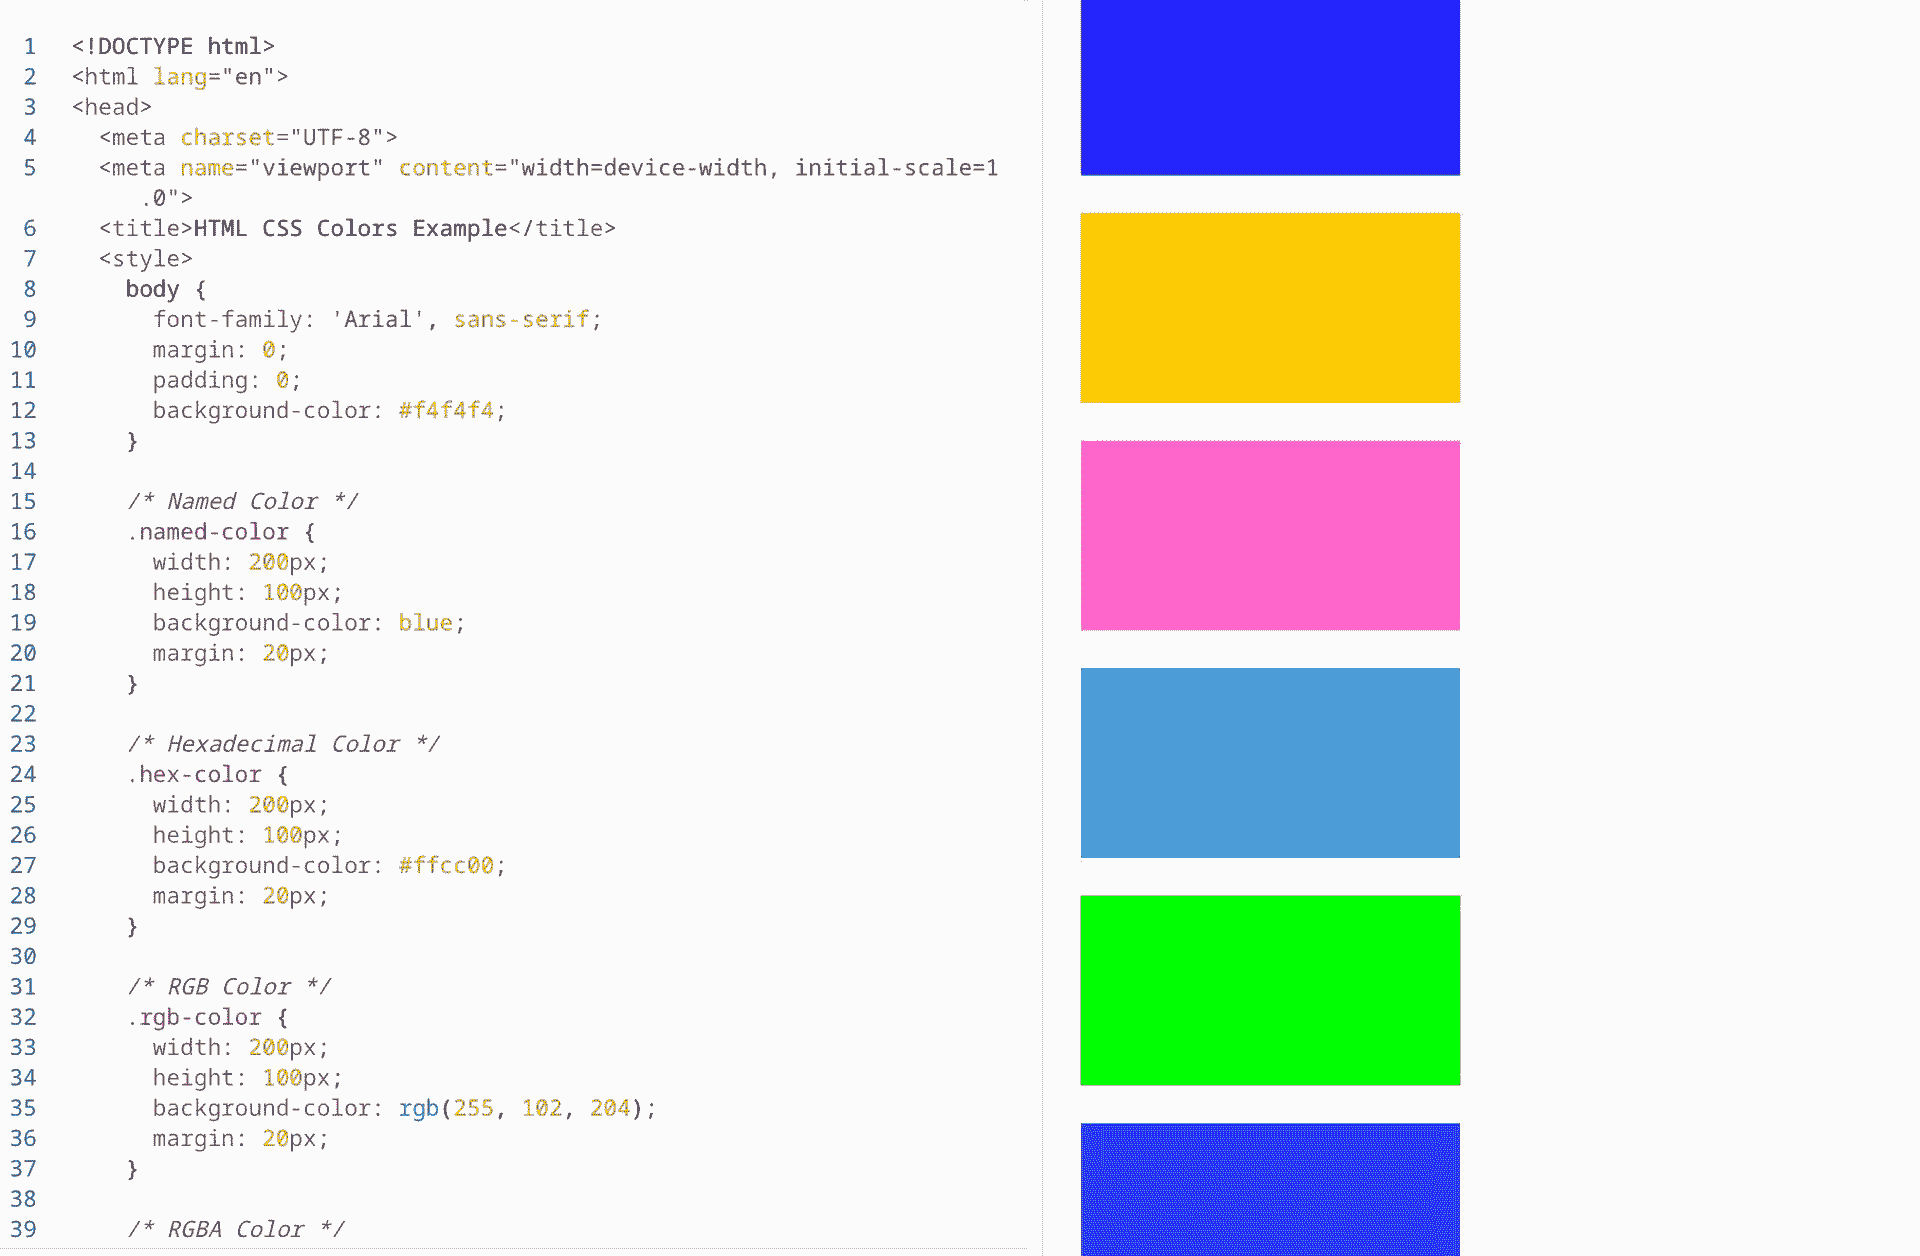 1 <!DOCTYPE html>
2 <html lang="en">
3 <head>
4 <meta charset="UTF-8">
5 <meta name="viewport" content="width=device-width, initial-scale=1
.0">
6 <title>HTML CSS Colors Example</title>
7 <style>
8 body {
9 font-family: 'Arial', sans-serif;
10 margin: 0;
11 padding: 0;
12 background-color: #f4f4f4;
13 }
14
15 /* Named Color */
16 .named-color {
17 width: 200px;
18 height: 100px;
19 background-color: blue;
20 margin: 20px;
21 }
22
23 /* Hexadecimal Color */
24 .hex-color {
25 width: 200px;
26 height: 100px;
27 background-color: #ffcc00;
28 margin: 20px;
29 }
30
31 /* RGB Color */
32 .rgb-color {
33 width: 200px;
34 height: 100px;
35 background-color: rgb(255, 102, 204);
36 margin: 20px;
37 }
38
39 /* RGBA Color */